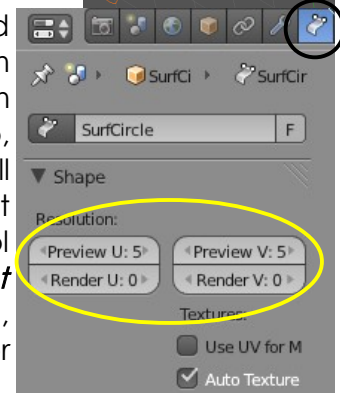 SurfCi
SurfCir
SurfCircle F
Shape
Resolution:
Preview U: 5 Preview V: 5
Render U: 0 Render V: 0
Textures:
Use UV for M
Auto Texture